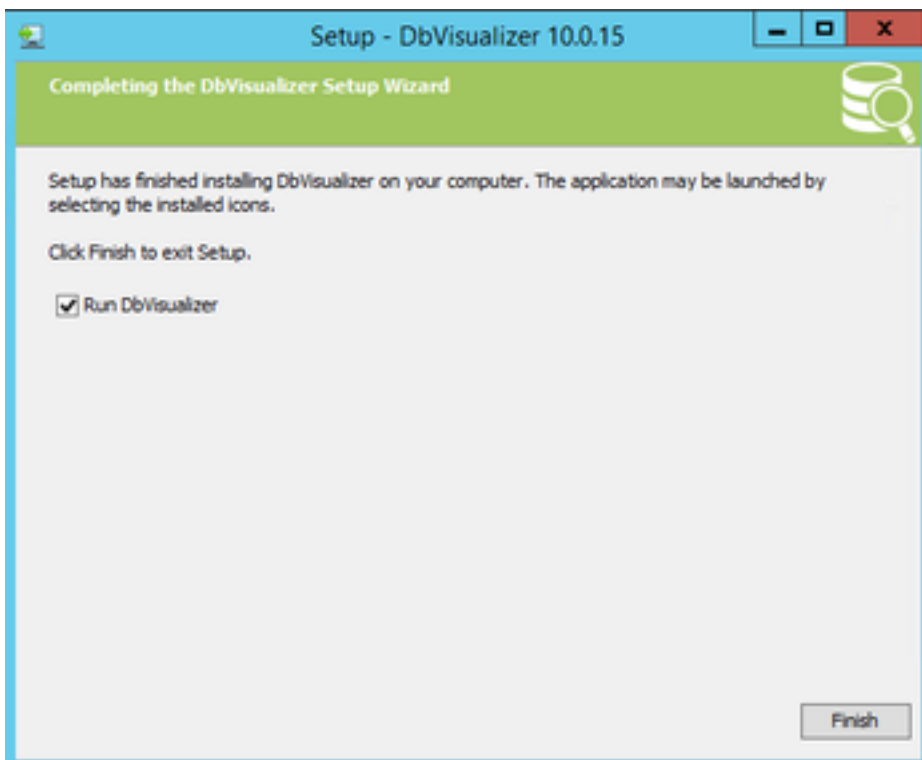 Setup - DbVisualizer 10.0.15
Completing the DbVisualizer Setup Wizard
Setup has finished installing DbVisualizer on your computer. The application may be launched by
selecting the installed icons.
Click Finish to exit Setup.
Run DbVisualizer
Finish